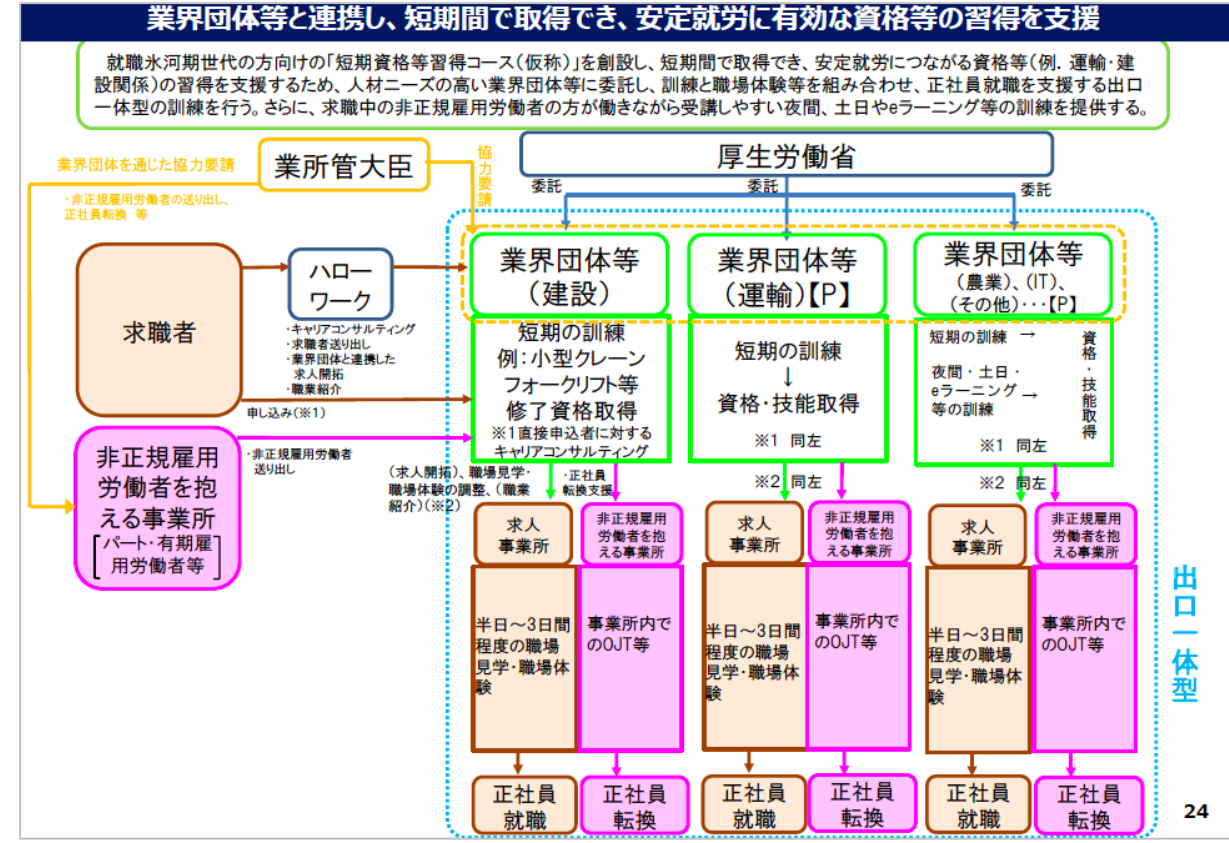 業界団体等と連携し、短期間で取得でき、安定就労に有効な資格等の習得を支援
就職氷河期世代の方向けの「短期資格等習得コース(仮称)」を創設し、短期間で取得でき、安定就労につながる資格等(例．運輸・建
設関係)の習得を支援するため、人材ニーズの高い業界団体等に委託し、訓練と職場体験等を組み合わせ、正社員就職を支援する出口
一体型の訓練を行う。さらに、求職中の非正規雇用労働者の方が働きながら受講しやすい夜間、土日やeラーニング等の訓練を提供する。
業界団体を通じた協力要請
業所管大臣
協力要請
厚生労働省
・非正規雇用労働者の送り出し、
正社員転換 等
委託
委託
委託
求職者
ハロー
ワーク
・キャリアコンサルティング
・求職者送り出し
・業界団体と連携した
求人開拓
・職業紹介
申し込み(※1)
非正規雇用
労働者を抱
える事業所
パート・有期雇
用労働者等
・非正規雇用労働者
送り出し
業界団体等
(建設)
短期の訓練
例：小型クレーン
フォークリフト等
修了資格取得
※1直接申込者に対する
キャリアコンサルティング
(求人開拓)、職場見学・
職場体験の調整、(職業
紹介)(※2)
・正社員
転換支援
業界団体等
(運輸)【P】
短期の訓練
↓
資格・技能取得
※1 同左
※2 同左
業界団体等
(農業)、(IT)、
(その他)・・・【P】
短期の訓練 →
夜間・土日・
eラーニング →
等の訓練
資格・技能取得
※1 同左
※2 同左
求人
事業所
非正規雇用
労働者を抱
える事業所
求人
事業所
非正規雇用
労働者を抱
える事業所
求人
事業所
非正規雇用
労働者を抱
える事業所
半日～3日間
程度の職場
見学・職場体
験
事業所内で
のOJT等
半日～3日間
程度の職場
見学・職場体
験
事業所内で
のOJT等
半日～3日間
程度の職場
見学・職場体
験
事業所内で
のOJT等
正社員
就職
正社員
転換
正社員
就職
正社員
転換
正社員
就職
正社員
転換
出口一体型
24